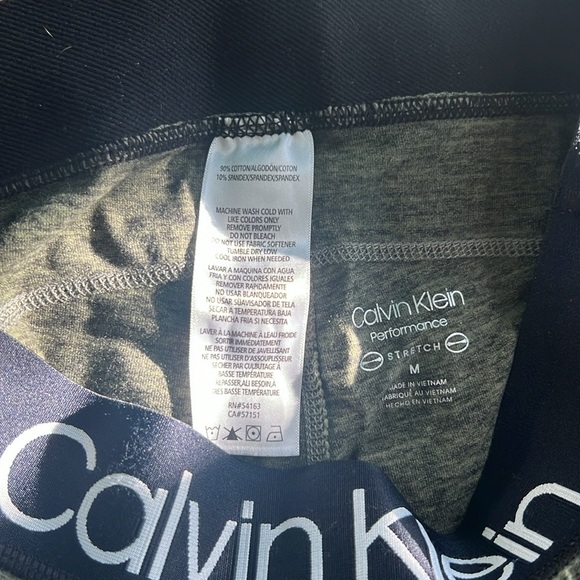 90% COTTON/ALGODÓN/COTON
10% SPANDEX/SPANDEX/SPANDEX
MACHINE WASH COLD WITH
LIKE COLORS ONLY
REMOVE PROMPTLY
DO NOT BLEACH
DO NOT USE FABRIC SOFTENER
TUMBLE DRY LOW
COOL IRON WHEN NEEDED.
LAVAR A MAQUINA CON AGUA
FRIA Y CON COLORES IGUALES
REMOVER RAPIDAMENTE
NO USAR BLANQUEADOR
NO USAR SUAVISADOR DE TELA
SECAR A TEMPERATURA BAJA
PLANCHA FRIA SI NECESITA
LAVER À LA MACHINE À LEAU FROIDE
SORTIR IMMÉDIATEMENT
NE PAS UTILISER DE JAVELLISANT
NE PAS UTILISER D'ASSOUPLISSEUR
SÉCHER PAR CULBUTAGE À
BASSE TEMPÉRATURE
REPASSER, ALI BESOIN, À
TRÈS BASSE TEMPÉRATURE
RN#54163
CA#57151
Calvin Klein
Performance
STRETCH
M
MADE IN VIETNAM
FABRIQUÉ AU VIETNAM
HECHO EN VIETNAM
Calvin Klein